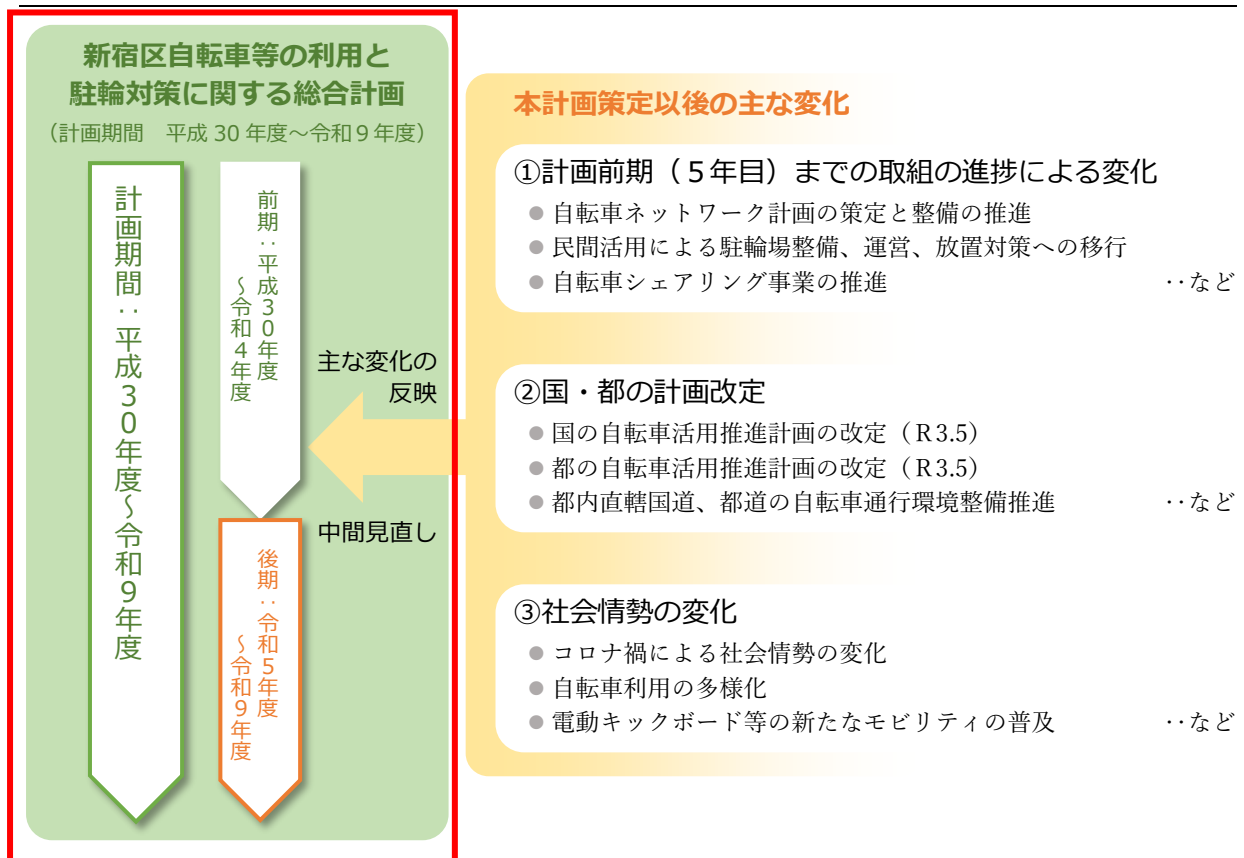 新宿区自転車等の利用と
駐輪対策に関する総合計画
（計画期間　平成 30 年度～令和９年度）
計画期間：平成３０年度～令和９年度
前期：平成３０年度
～令和４年度
主な変化の
反映
中間見直し
後期：令和５年度
～令和９年度
本計画策定以後の主な変化
①計画前期（５年目）までの取組の進捗による変化
● 自転車ネットワーク計画の策定と整備の推進
● 民間活用による駐輪場整備、運営、放置対策への移行
● 自転車シェアリング事業の推進 ‥など
②国・都の計画改定
● 国の自転車活用推進計画の改定（Ｒ3.5）
● 都の自転車活用推進計画の改定（Ｒ3.5）
● 都内直轄国道、都道の自転車通行環境整備推進 ‥など
③社会情勢の変化
● コロナ禍による社会情勢の変化
● 自転車利用の多様化
● 電動キックボード等の新たなモビリティの普及 ‥など